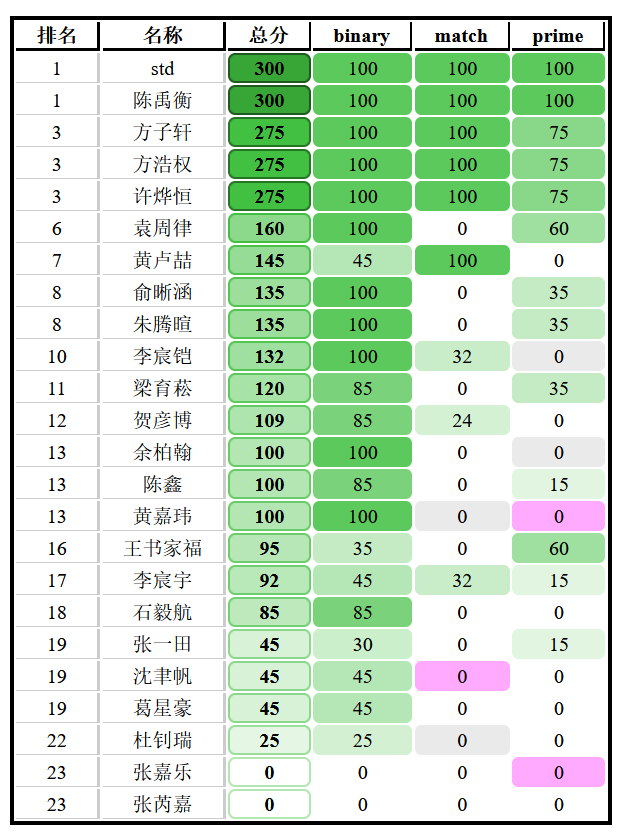 排名 名称 总分 binary match prime
1 std 300 100 100 100
1 陈禹衡 300 100 100 100
3 方子轩 275 100 100 75
3 方浩权 275 100 100 75
3 许烨恒 275 100 100 75
6 袁周律 160 100 0 60
7 黄卢喆 145 45 100 0
8 俞晰涵 135 100 0 35
8 朱腾暄 135 100 0 35
10 李宸铠 132 100 32 0
11 梁育菘 120 85 0 35
12 贺彦博 109 85 24 0
13 余柏翰 100 100 0 0
13 陈鑫 100 85 0 15
13 黄嘉玮 100 100 0 0
16 王书家福 95 35 0 60
17 李宸宇 92 45 32 15
18 石毅航 85 85 0 0
19 张一田 45 30 0 15
19 沈聿帆 45 45 0 0
19 葛星豪 45 45 0 0
22 杜钊瑞 25 25 0 0
23 张嘉乐 0 0 0 0
23 张芮嘉 0 0 0 0